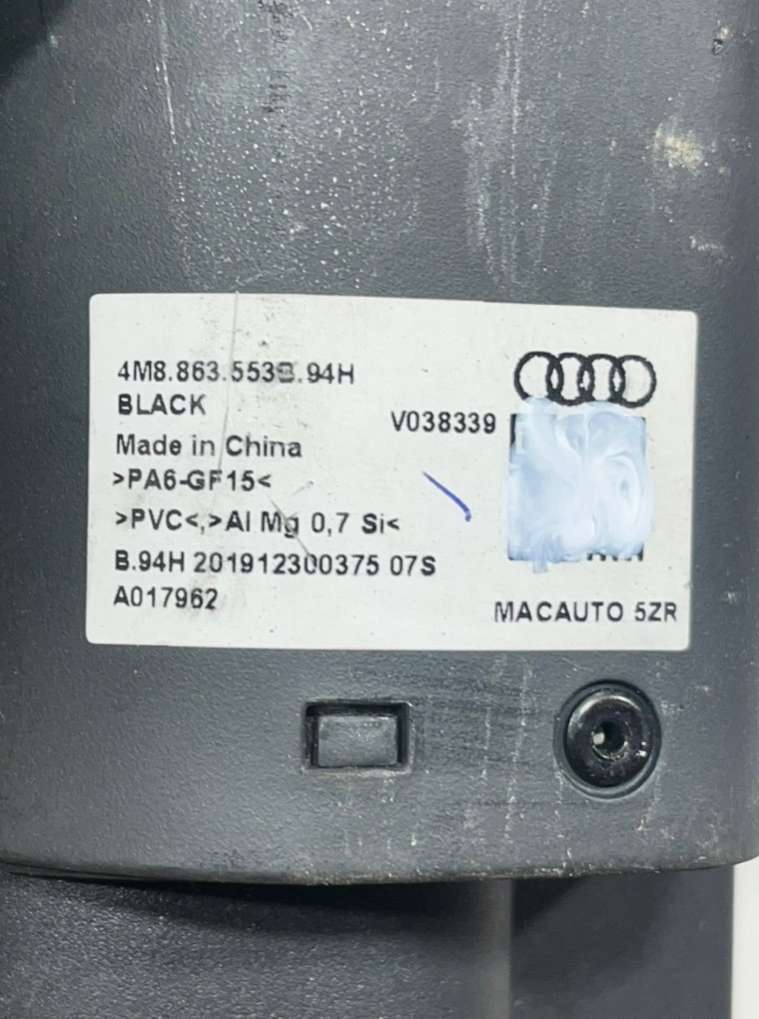 4M8.863.553B.94H
BLACK
V038339
Made in China
>PA6-GF15<
>PVC<,>Al Mg 0,7 Si<
B.94H 201912300375 07S
A017962
MACAUTO 5ZR